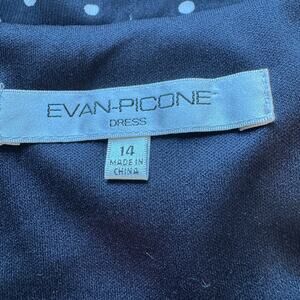 EVAN-PICONE
DRESS
14
MADE IN
CHINA